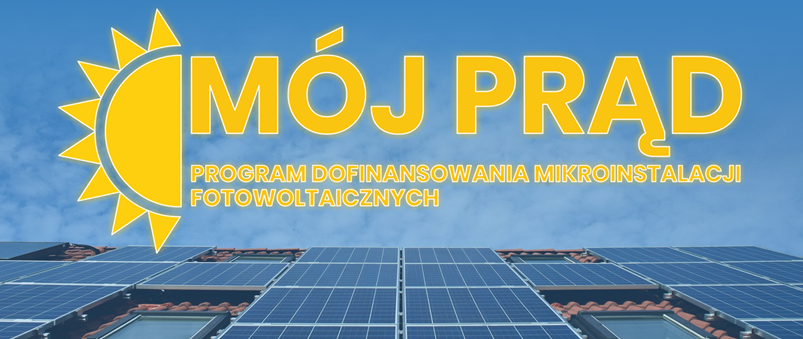 MÓJ PRĄD
PROGRAM DOFINANSOWANIA MIKROINSTALACJI
FOTOWOLTAICZNYCH